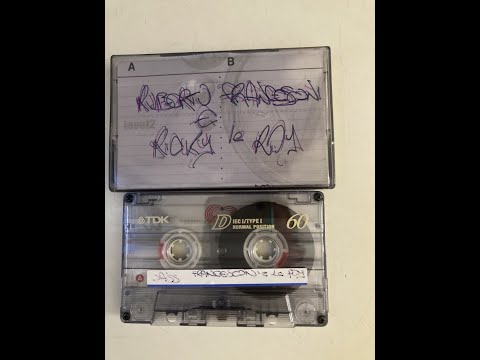 A B
ROBERTO FRANCESCONI
E
RICKY le ROY
TDK D IEC I/TYPE I 60
NORMAL POSITION
A FRANCESCONI e Le ROY